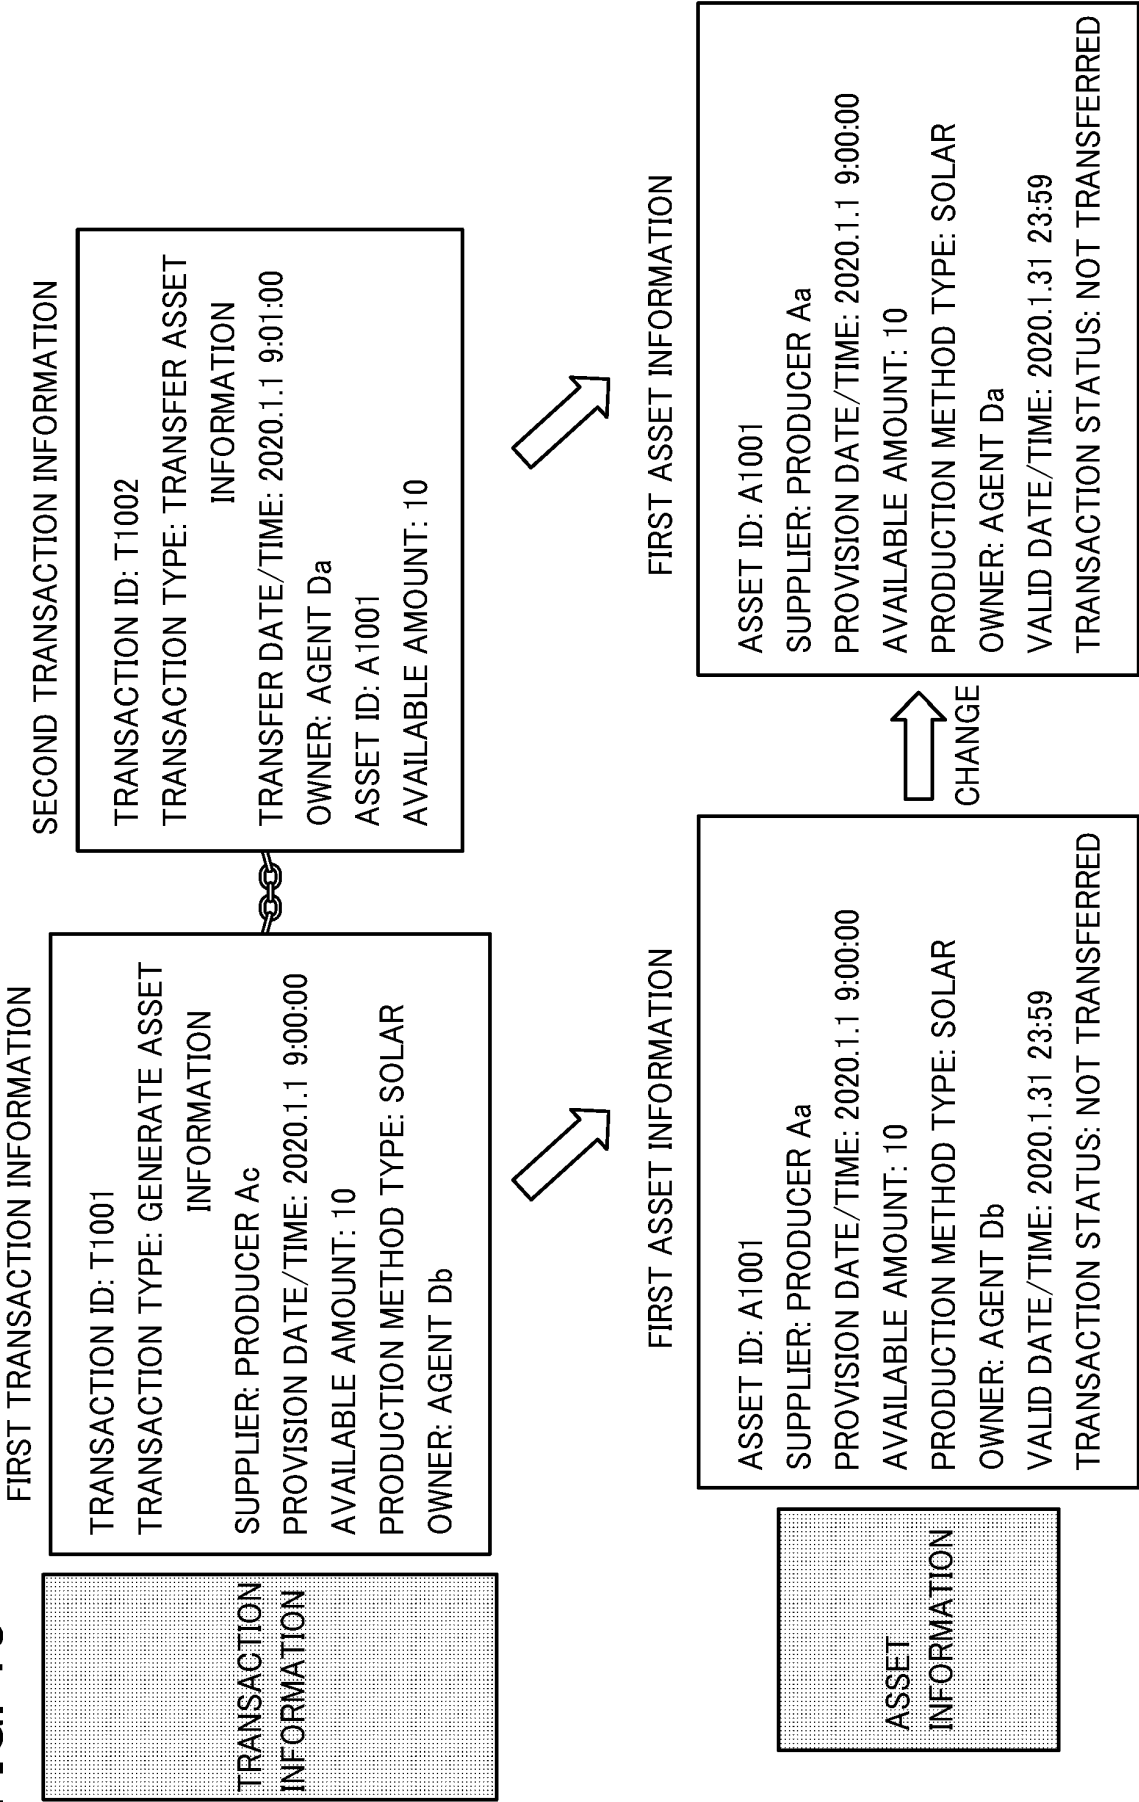 TRANSACTION
INFORMATION
FIRST TRANSACTION INFORMATION
TRANSACTION ID: T1001
TRANSACTION TYPE: GENERATE ASSET
INFORMATION
SUPPLIER: PRODUCER Ac
PROVISION DATE/TIME: 2020.1.1 9:00:00
AVAILABLE AMOUNT: 10
PRODUCTION METHOD TYPE: SOLAR
OWNER: AGENT Db
SECOND TRANSACTION INFORMATION
TRANSACTION ID: T1002
TRANSACTION TYPE: TRANSFER ASSET
INFORMATION
TRANSFER DATE/TIME: 2020.1.1 9:01:00
OWNER: AGENT Da
ASSET ID: A1001
AVAILABLE AMOUNT: 10
ASSET
INFORMATION
FIRST ASSET INFORMATION
ASSET ID: A1001
SUPPLIER: PRODUCER Aa
PROVISION DATE/TIME: 2020.1.1 9:00:00
AVAILABLE AMOUNT: 10
PRODUCTION METHOD TYPE: SOLAR
OWNER: AGENT Db
VALID DATE/TIME: 2020.1.31 23:59
TRANSACTION STATUS: NOT TRANSFERRED
CHANGE
FIRST ASSET INFORMATION
ASSET ID: A1001
SUPPLIER: PRODUCER Aa
PROVISION DATE/TIME: 2020.1.1 9:00:00
AVAILABLE AMOUNT: 10
PRODUCTION METHOD TYPE: SOLAR
OWNER: AGENT Da
VALID DATE/TIME: 2020.1.31 23:59
TRANSACTION STATUS: NOT TRANSFERRED